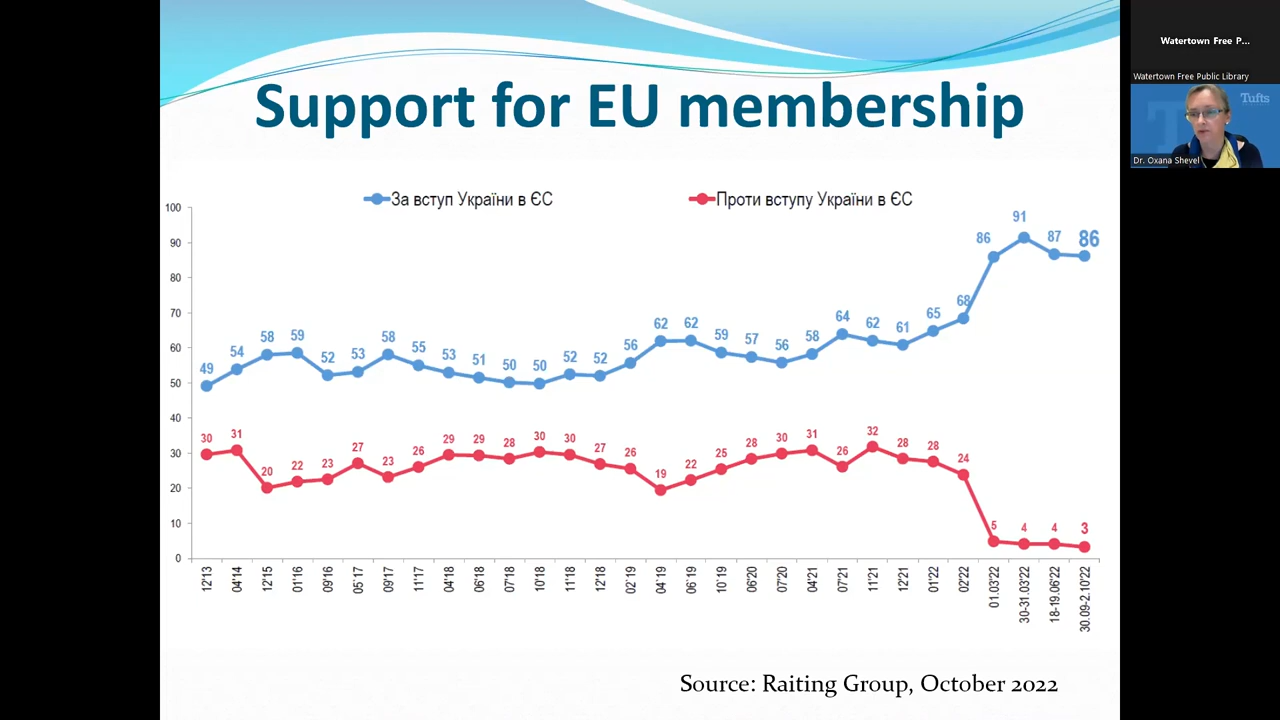 Support for EU membership
За вступ України в ЄС
Проти вступу України в ЄС
100
90
80
70
60
50
40
30
20
10
0
49 54 58 59 52 53 58 55 53 51 50 50 52 52 56 62 62 59 57 56 58 64 62 61 65 68 86 91 87 86
30 31 20 22 23 27 23 26 29 29 28 30 30 27 26 19 22 25 28 30 31 26 32 28 28 24 5 4 4 3
12'13 04'14 12'15 01'16 09'16 05'17 09'17 11'17 04'18 06'18 07'18 10'18 11'18 12'18 02'19 04'19 06'19 10'19 06'20 07'20 04'21 07'21 11'21 12'21 01'22 02'22 01.03'22 30-31.03'22 18-19.06'22 30.09-2.10'22
Source: Raiting Group, October 2022
Watertown Free P...
Watertown Free Public Library
Tufts
Dr. Oxana Shevel